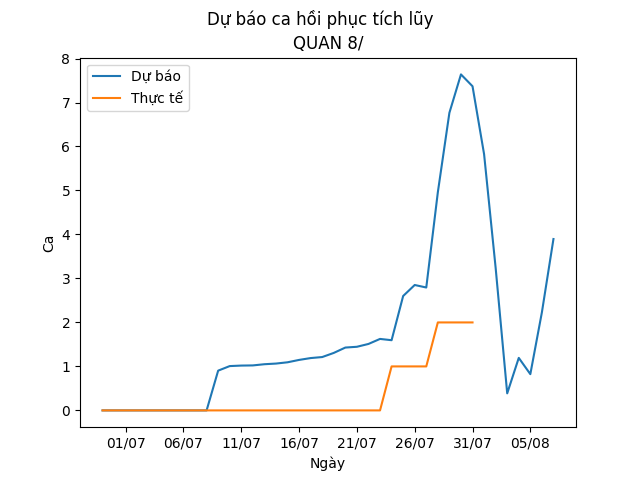 Dự báo ca hồi phục tích lũy
QUAN 8/
Dự báo
Thực tế
8
7
6
5
4
3
2
1
0
Ca
01/07 06/07 11/07 16/07 21/07 26/07 31/07 05/08
Ngày